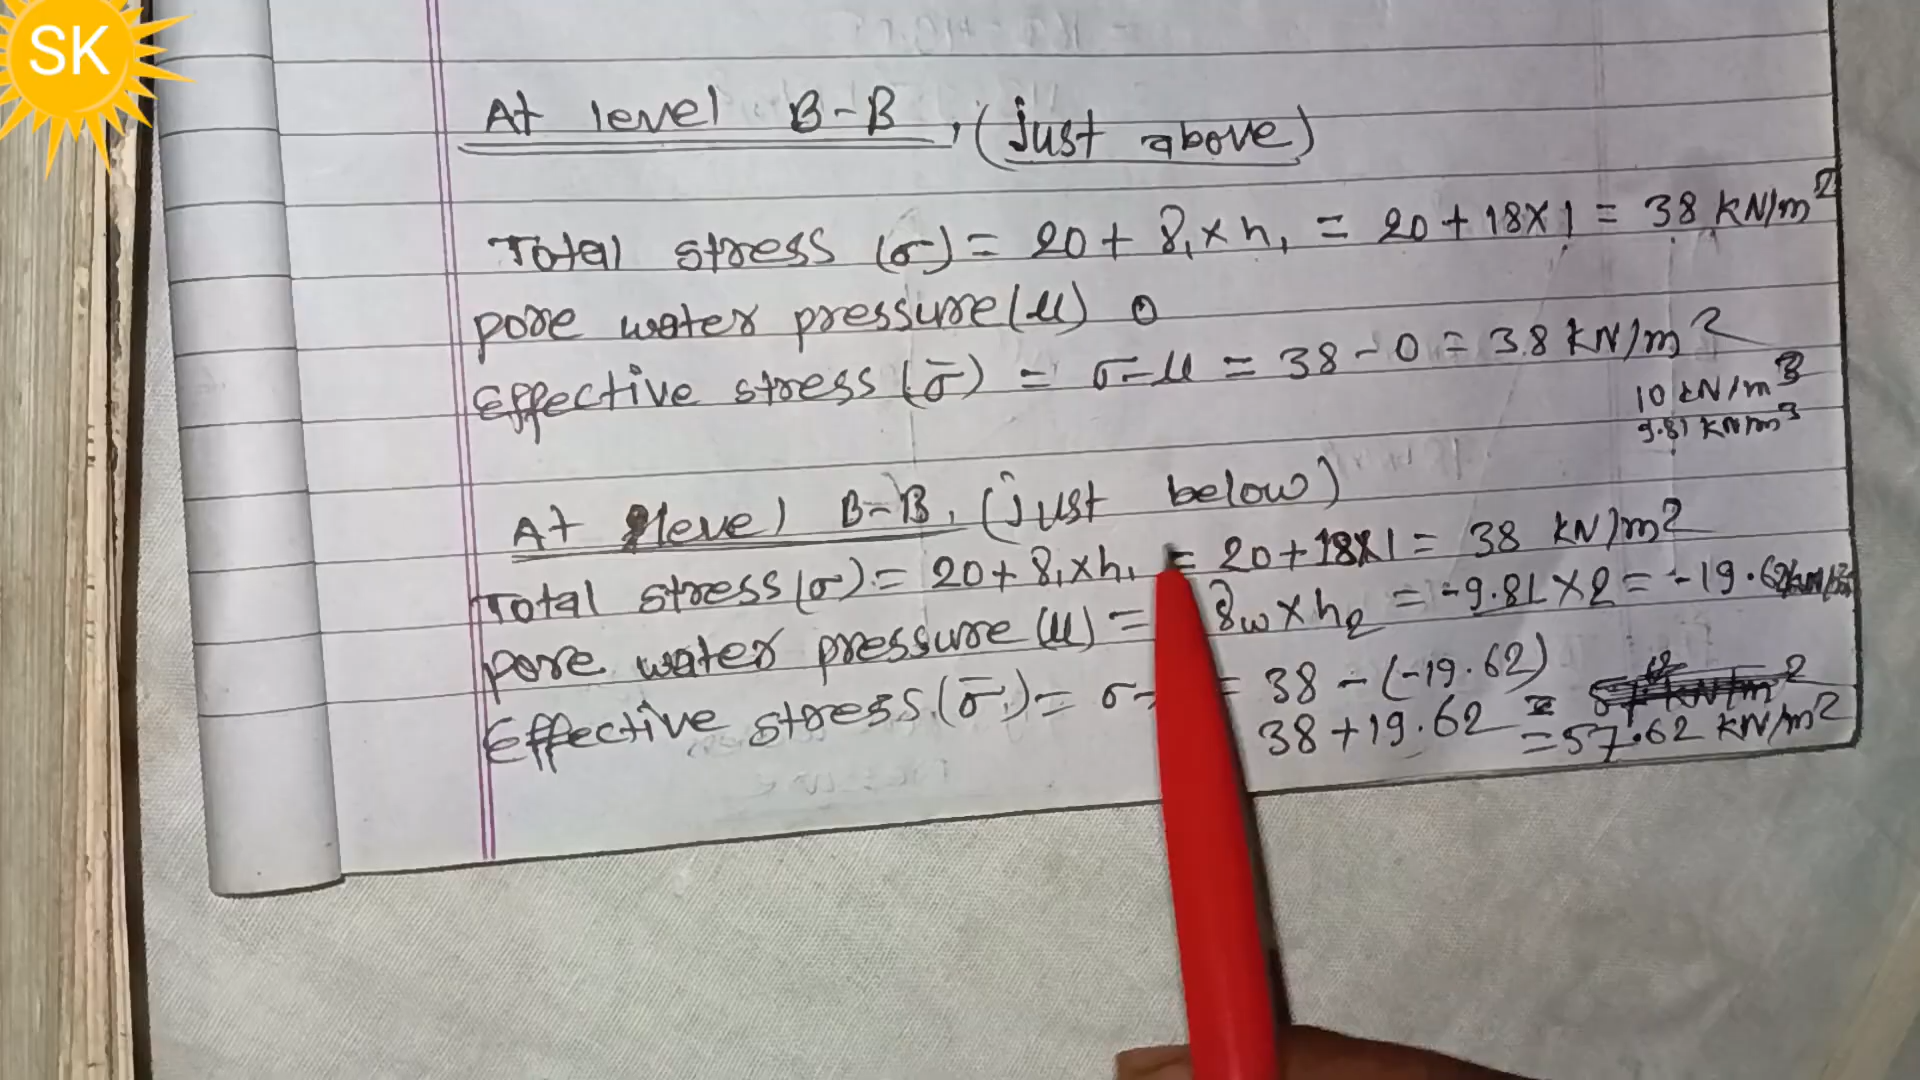 SK
At level B-B, (just above)
Total stress (σ) = 20 + 8₁ × h₁ = 20 + 18 × 1 = 38 kN/m²
pore water pressure (u) 0
Effective stress (σ̄) = σ - u = 38 - 0 = 38 kN/m²
10 kN/m³
9.81 kN/m³
At level B-B, (just below)
Total stress (σ) = 20 + 8₁ × h₁ = 20 + 18 × 1 = 38 kN/m²
pore water pressure (u) = 8w × h₂ = -9.81 × 2 = -19.62
Effective stress (σ̄) = σ - = 38 - (-19.62)
38 + 19.62 =
= 57.62 kN/m²